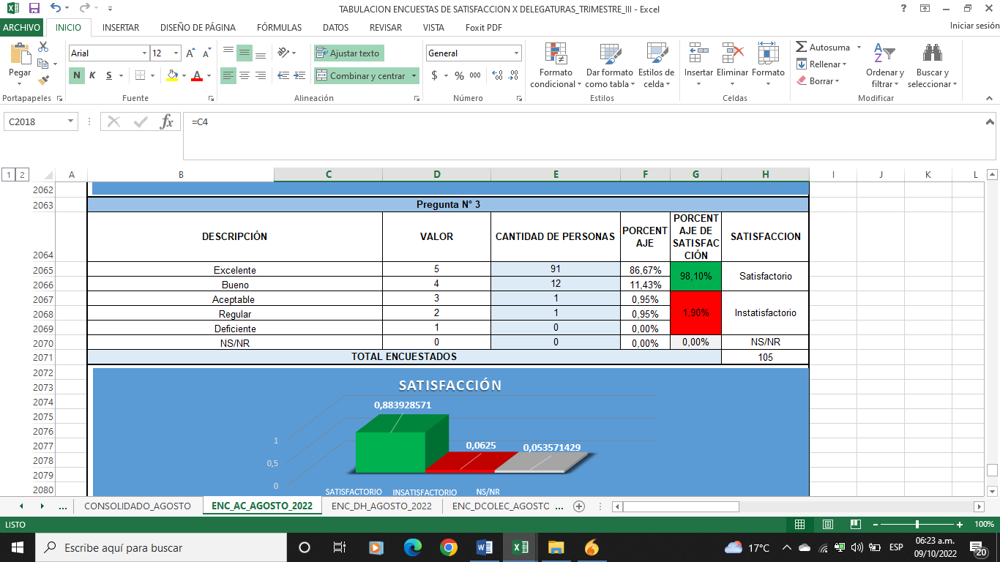 TABULACION ENCUESTAS DE SATISFACCION X DELEGATURAS_TRIMESTRE_III - Excel
ARCHIVO INICIO INSERTAR DISEÑO DE PÁGINA FÓRMULAS DATOS REVISAR VISTA Foxit PDF Iniciar sesión
Pegar
Portapapeles
Arial 12
N K S
Fuente
Ajustar texto
Combinar y centrar
Alineación
General
$ % 000
Número
Formato condicional
Dar formato como tabla
Estilos de celda
Estilos
Insertar Eliminar Formato
Celdas
Autosuma
Rellenar
Borrar
Ordenar y filtrar
Buscar y seleccionar
Modificar
C2018 fx =C4
1 2 A B C D E F G H I J K L
2062
2063 Pregunta N° 3
2064 DESCRIPCIÓN VALOR CANTIDAD DE PERSONAS PORCENT AJE PORCENT AJE DE SATISFAC CIÓN SATISFACCION
2065 Excelente 5 91 86,67% 98,10% Satisfactorio
2066 Bueno 4 12 11,43%
2067 Aceptable 3 1 0,95%
2068 Regular 2 1 0,95% 1,90% Instatisfactorio
2069 Deficiente 1 0 0,00%
2070 NS/NR 0 0 0,00% 0,00% NS/NR
2071 TOTAL ENCUESTADOS 105
2072
2073 SATISFACCIÓN
2074 0,883928571
2075
2076
2077 1 0,0625 0,053571429
2078 0,5
2079
2080 0 SATISFACTORIO INSATISFACTORIO NS/NR
... CONSOLIDADO_AGOSTO ENC_AC_AGOSTO_2022 ENC_DH_AGOSTO_2022 ENC_DCOLEC_AGOSTO ...
LISTO 100%
Escribe aquí para buscar 17°C ESP 06:23 a.m.
09/10/2022 20